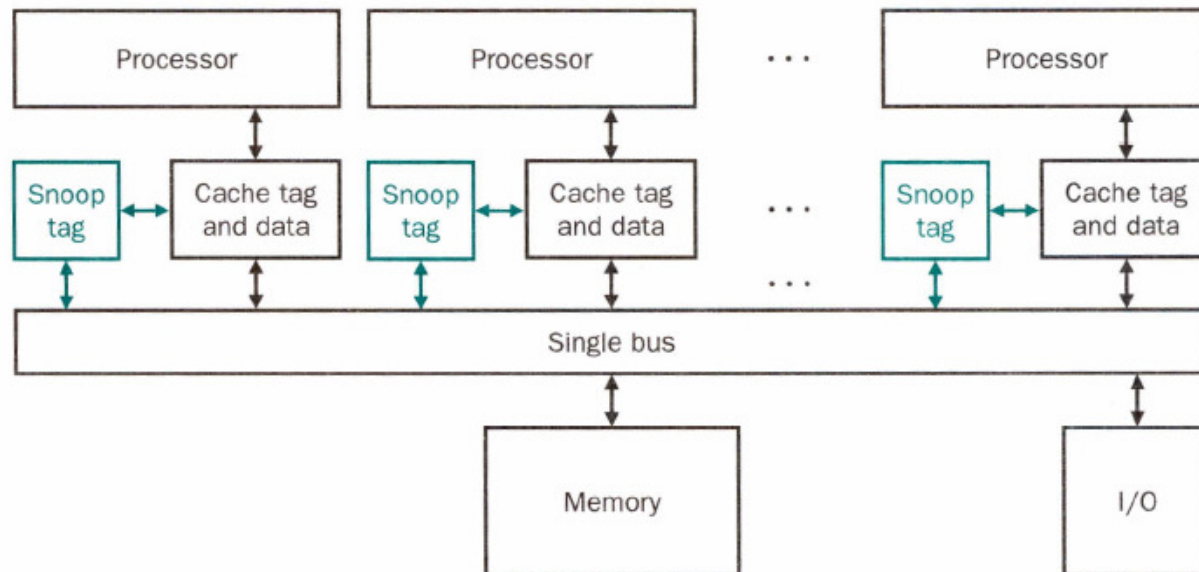 Processor
Processor
...
Processor
Snoop
tag
Cache tag
and data
Snoop
tag
Cache tag
and data
...
Snoop
tag
Cache tag
and data
...
Single bus
Memory
I/O